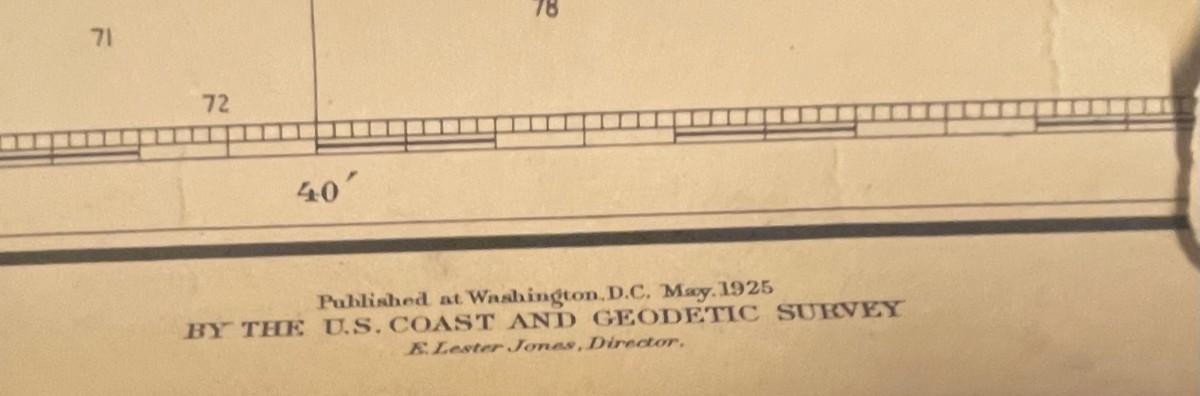 78
71
72
40′
Published at Washington, D.C. May. 1925
BY THE U.S. COAST AND GEODETIC SURVEY
E. Lester Jones, Director.